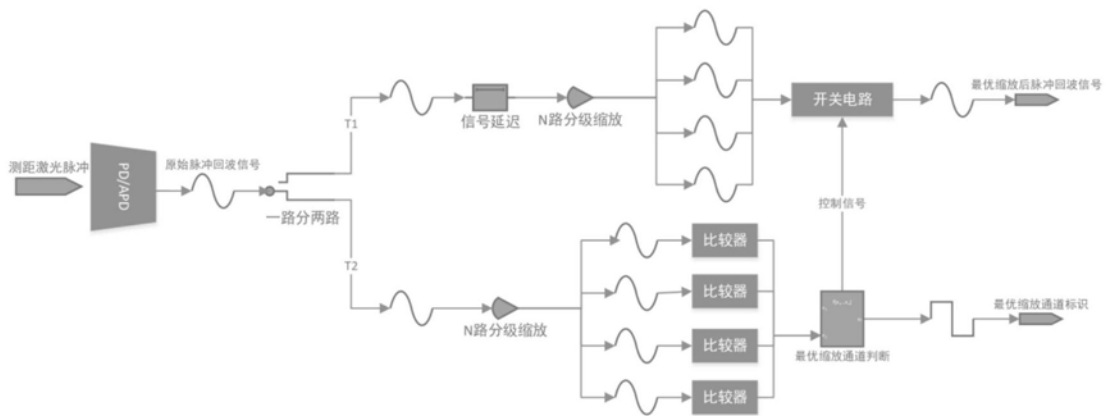 最优缩放后脉冲回波信号
开关电路
T1
信号延迟
N路分级缩放
测距激光脉冲
PD/APD
原始脉冲回波信号
一路分两路
控制信号
T2
比较器
比较器
N路分级缩放
比较器
比较器
最优缩放通道标识
最优缩放通道判断